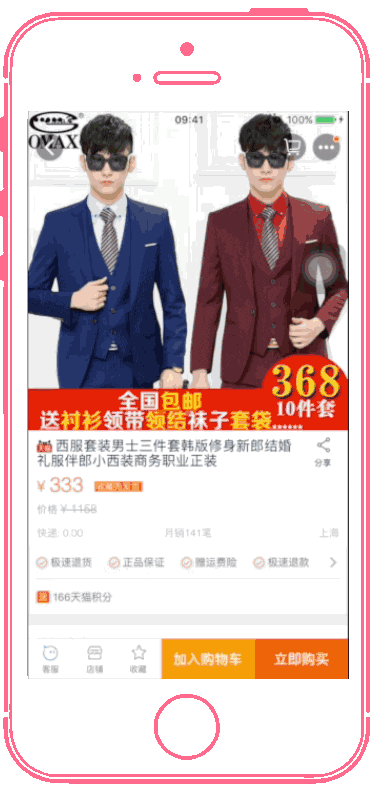 09:41
100%
OMAX
368
10件套
全国包邮
送衬衫领带领结袜子套袋......
西服套装男士三件套韩版修身新郎结婚
礼服伴郎小西装商务职业正装
分享
¥ 333
价格 ¥ 1158
快递: 0.00 月销141笔 上海
极速退货 正品保证 赠运费险 极速退款
166天猫积分
客服 店铺 收藏 加入购物车 立即购买